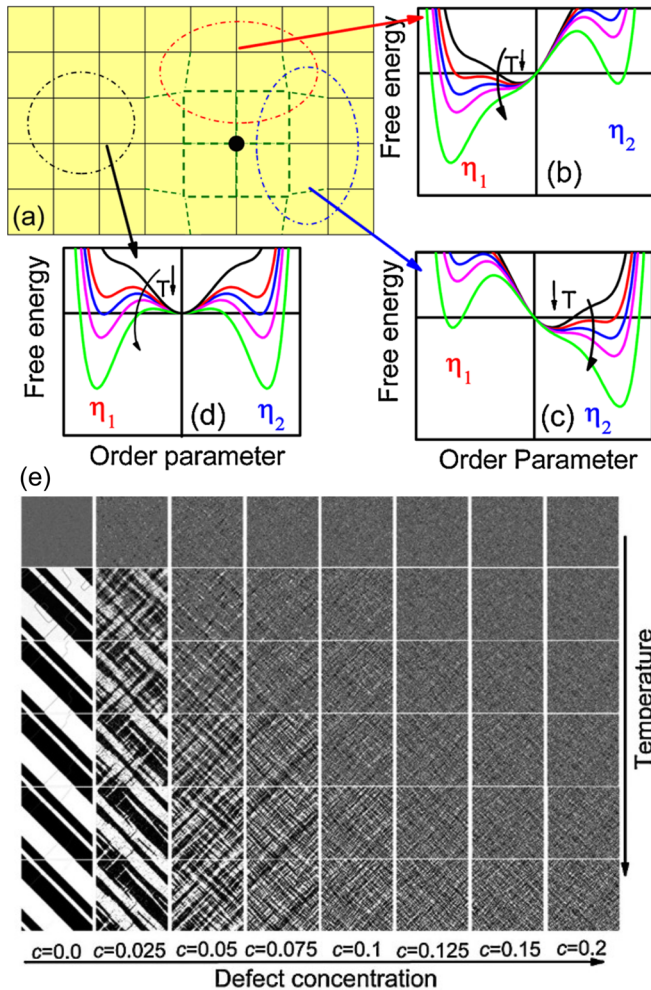 (a)
Free energy
T↓
η1
η2
(b)
Free energy
T↓
η1
η2
(d)
Order parameter
Free energy
↓T
η1
η2
(c)
Order Parameter
(e)
Temperature
c=0.0 c=0.025 c=0.05 c=0.075 c=0.1 c=0.125 c=0.15 c=0.2
Defect concentration